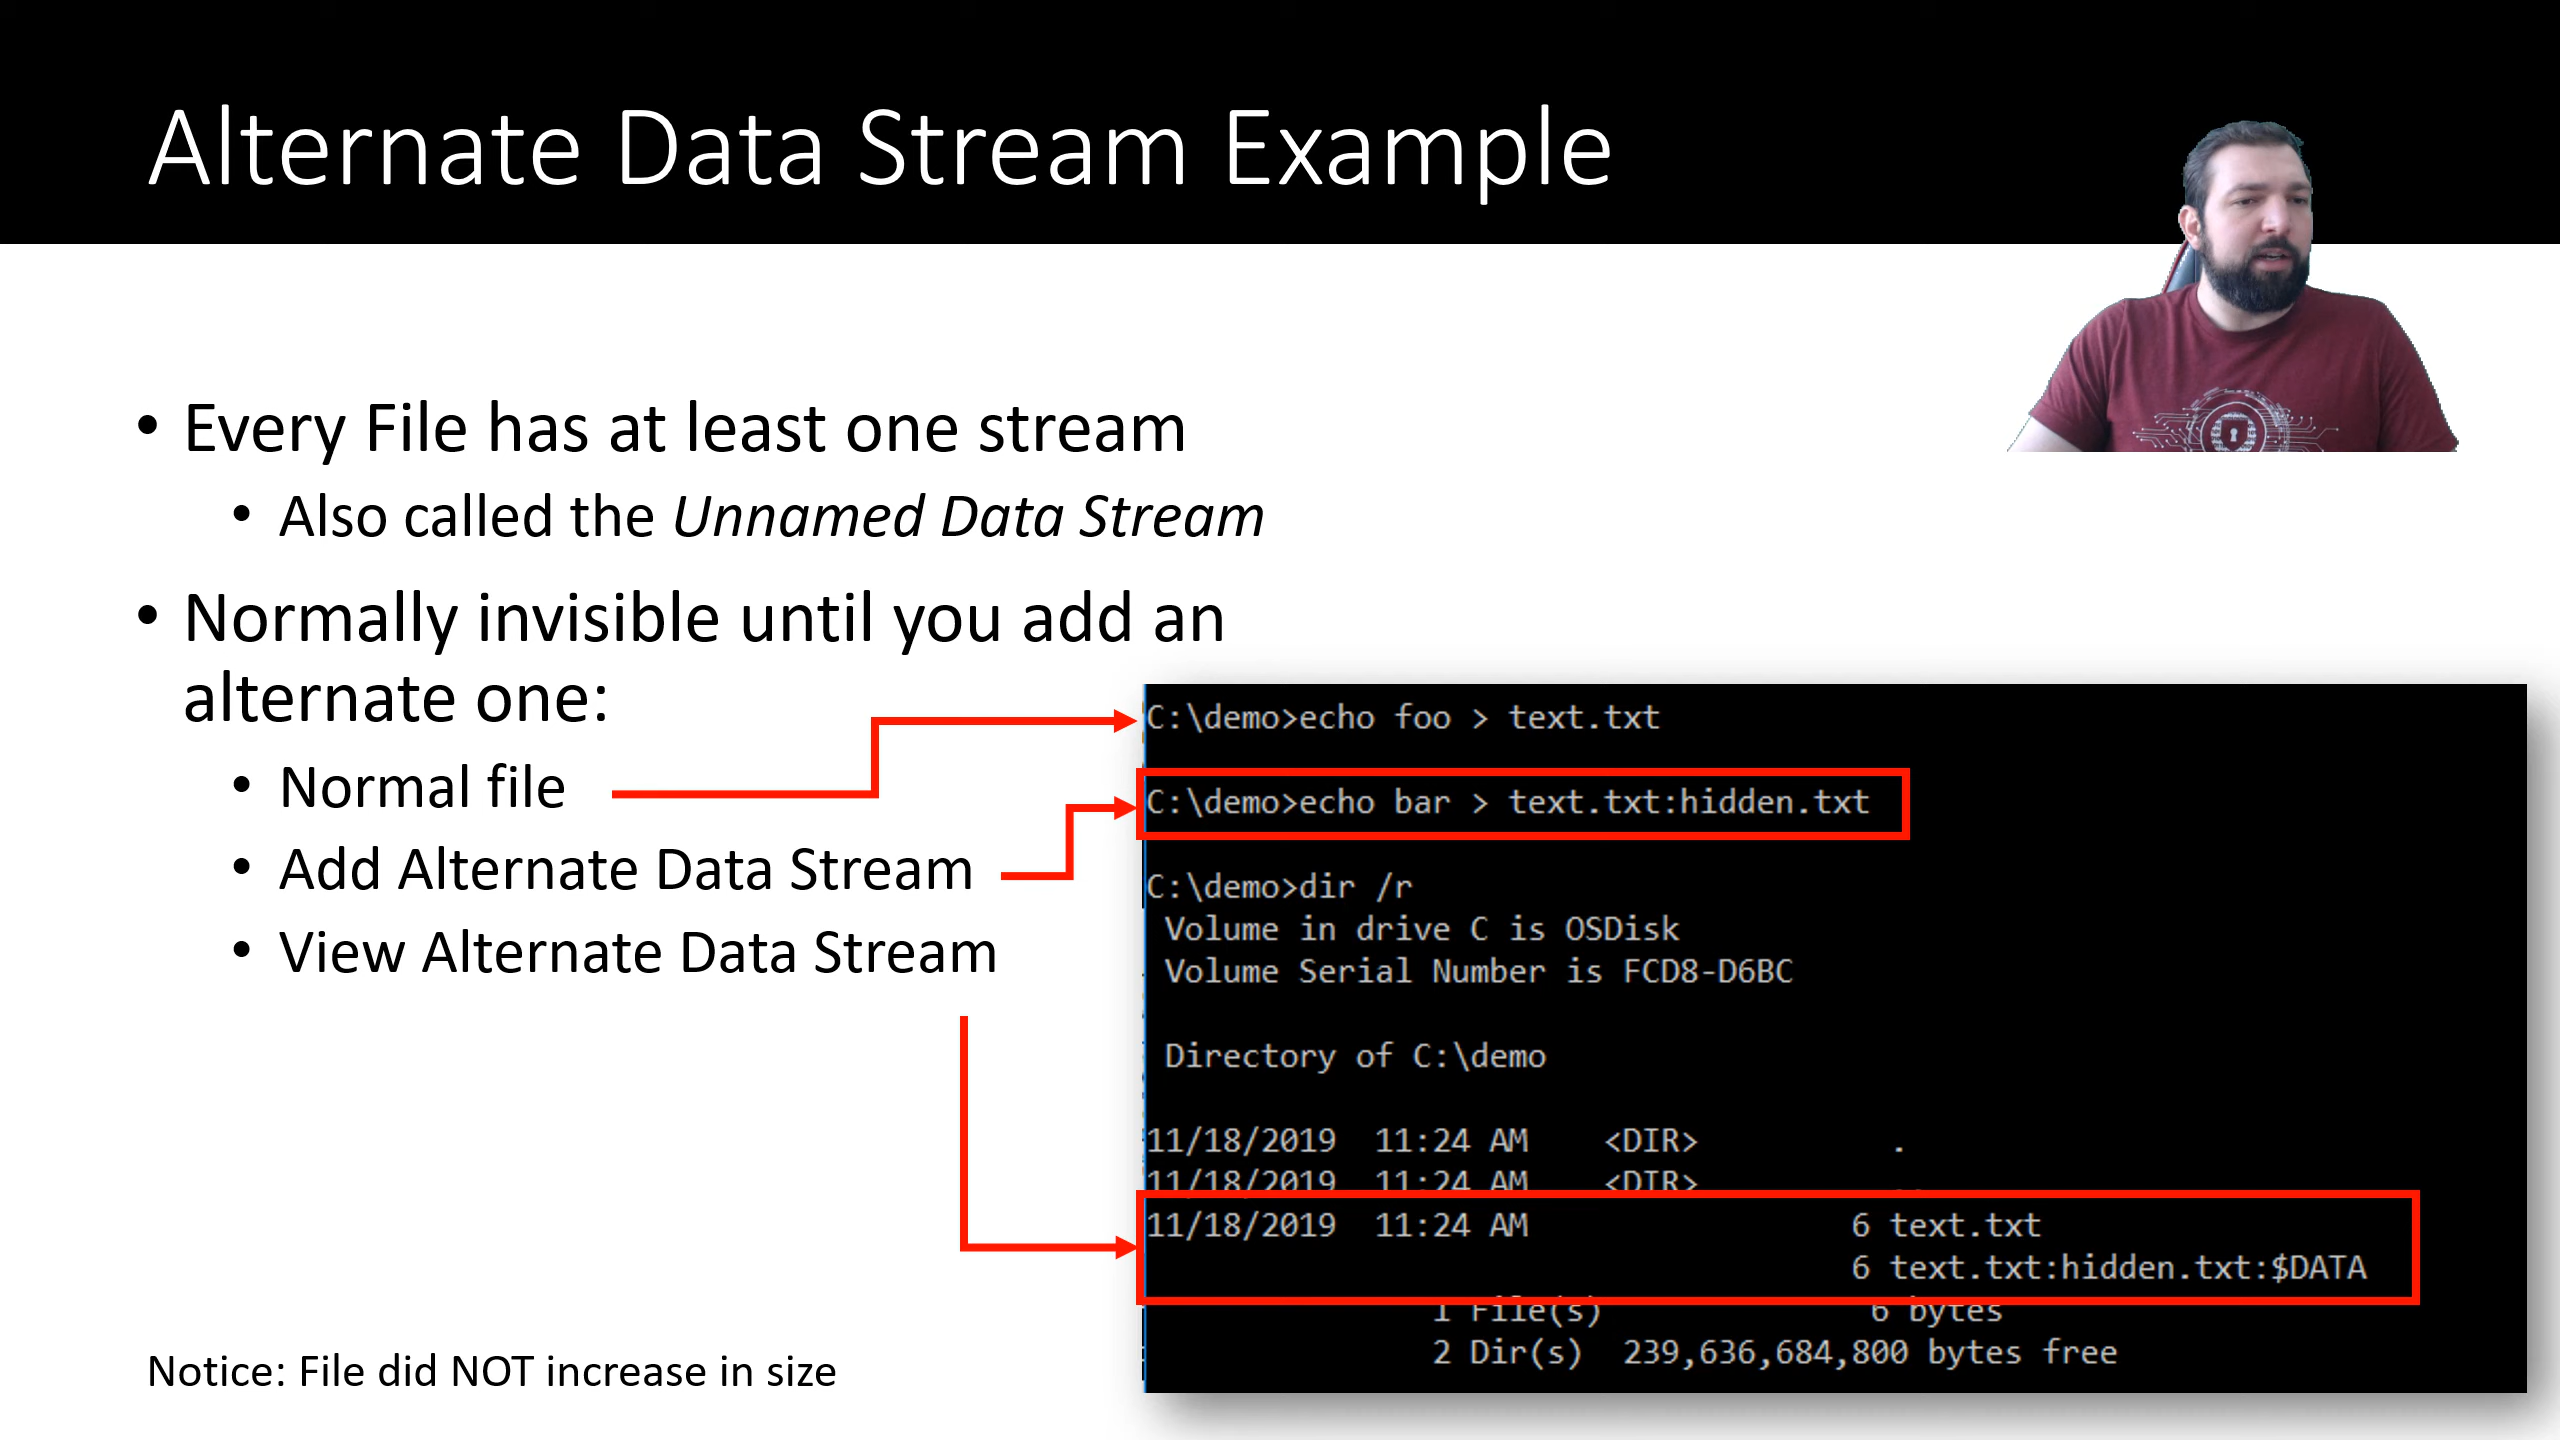 Alternate Data Stream Example
• Every File has at least one stream
• Also called the Unnamed Data Stream
• Normally invisible until you add an
alternate one:
• Normal file
• Add Alternate Data Stream
• View Alternate Data Stream
Notice: File did NOT increase in size
C:\demo>echo foo > text.txt
C:\demo>echo bar > text.txt:hidden.txt
C:\demo>dir /r
Volume in drive C is OSDisk
Volume Serial Number is FCD8-D6BC
Directory of C:\demo
11/18/2019  11:24 AM    <DIR>          .
11/18/2019  11:24 AM    <DIR>          ..
11/18/2019  11:24 AM                 6 text.txt
6 text.txt:hidden.txt:$DATA
1 File(s)              6 bytes
2 Dir(s)  239,636,684,800 bytes free